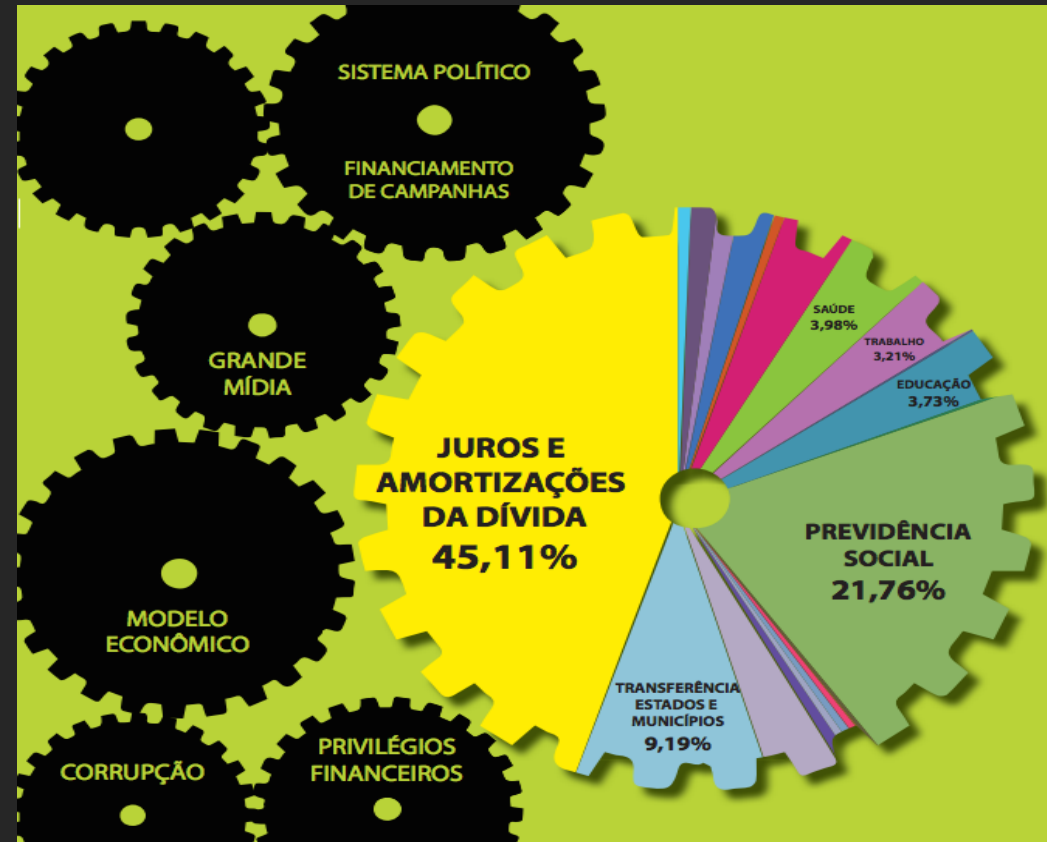 SISTEMA POLÍTICO
FINANCIAMENTO
DE CAMPANHAS
GRANDE
MÍDIA
MODELO
ECONÔMICO
CORRUPÇÃO
PRIVILÉGIOS
FINANCEIROS
JUROS E
AMORTIZAÇÕES
DA DÍVIDA
45,11%
SAÚDE
3,98%
TRABALHO
3,21%
EDUCAÇÃO
3,73%
PREVIDÊNCIA
SOCIAL
21,76%
TRANSFERÊNCIA
ESTADOS E
MUNICÍPIOS
9,19%